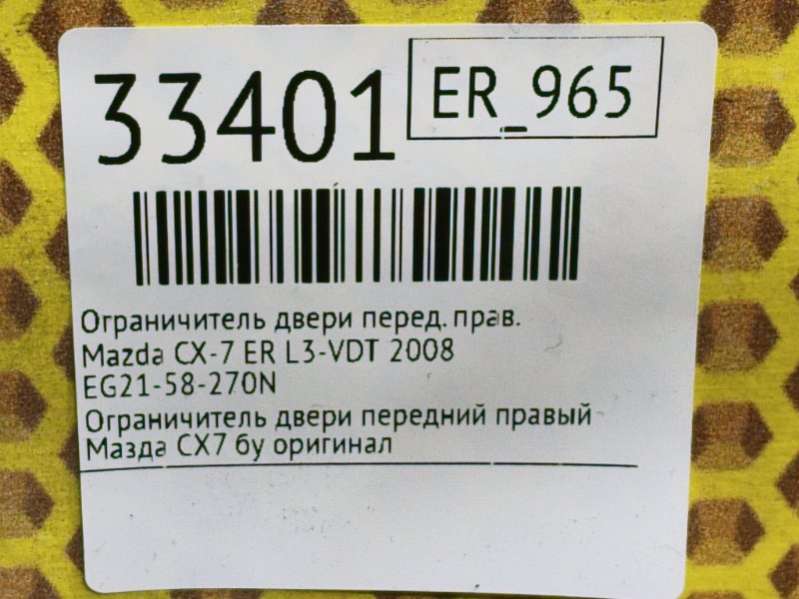 33401
ER_965
Ограничитель двери перед. прав.
Mazda CX-7 ER L3-VDT 2008
EG21-58-270N
Ограничитель двери передний правый
Мазда CX7 бу оригинал